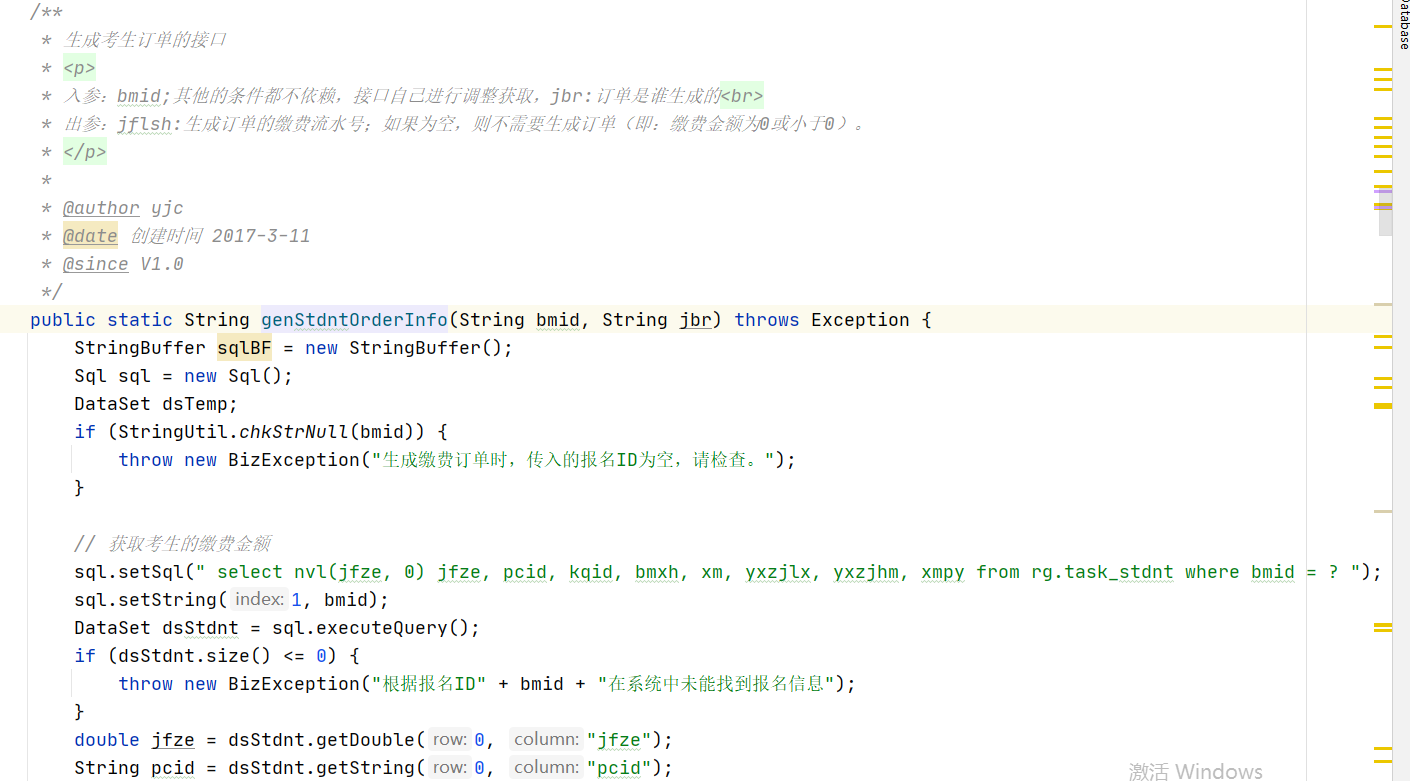 /**
 * 生成考生订单的接口
 * <p>
 * 入参：bmid;其他的条件都不依赖，接口自己进行调整获取，jbr:订单是谁生成的<br>
 * 出参：jflsh:生成订单的缴费流水号；如果为空，则不需要生成订单（即：缴费金额为0或小于0）。
 * </p>
 *
 * @author yjc
 * @date 创建时间 2017-3-11
 * @since V1.0
 */
public static String genStdntOrderInfo(String bmid, String jbr) throws Exception {
    StringBuffer sqlBF = new StringBuffer();
    Sql sql = new Sql();
    DataSet dsTemp;
    if (StringUtil.chkStrNull(bmid)) {
        throw new BizException("生成缴费订单时，传入的报名ID为空，请检查。");
    }
    // 获取考生的缴费金额
    sql.setSql(" select nvl(jfze, 0) jfze, pcid, kqid, bmxh, xm, yxzjlx, yxzjhm, xmpy from rg.task_stdnt where bmid = ? ");
    sql.setString( index: 1, bmid);
    DataSet dsStdnt = sql.executeQuery();
    if (dsStdnt.size() <= 0) {
        throw new BizException("根据报名ID" + bmid + "在系统中未能找到报名信息");
    }
    double jfze = dsStdnt.getDouble( row: 0, column: "jfze");
    String pcid = dsStdnt.getString( row: 0, column: "pcid");
Database
激活 Windows